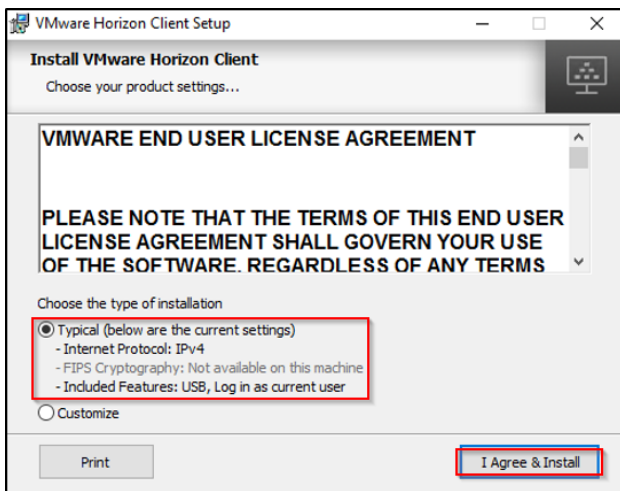 VMware Horizon Client Setup
Install VMware Horizon Client
Choose your product settings...
VMWARE END USER LICENSE AGREEMENT
PLEASE NOTE THAT THE TERMS OF THIS END USER
LICENSE AGREEMENT SHALL GOVERN YOUR USE
OF THE SOFTWARE, REGARDLESS OF ANY TERMS
Choose the type of installation
Typical (below are the current settings)
- Internet Protocol: IPv4
- FIPS Cryptography: Not available on this machine
- Included Features: USB, Log in as current user
Customize
Print
I Agree & Install